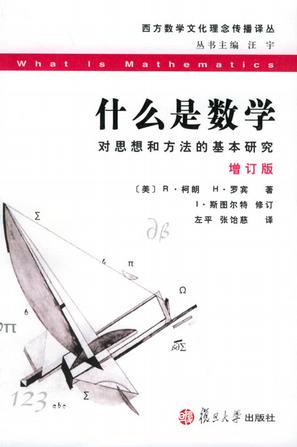 西方数学文化理念传播译丛
丛书主编 汪宇
What Is Mathematics
什么是数学
对思想和方法的基本研究
增订版
〔美〕R·柯朗 H·罗宾 著
I·斯图尔特 修订
左平 张饴慈 译
∂β
π
Ω
π
√Σα
123
abc
复旦大学出版社